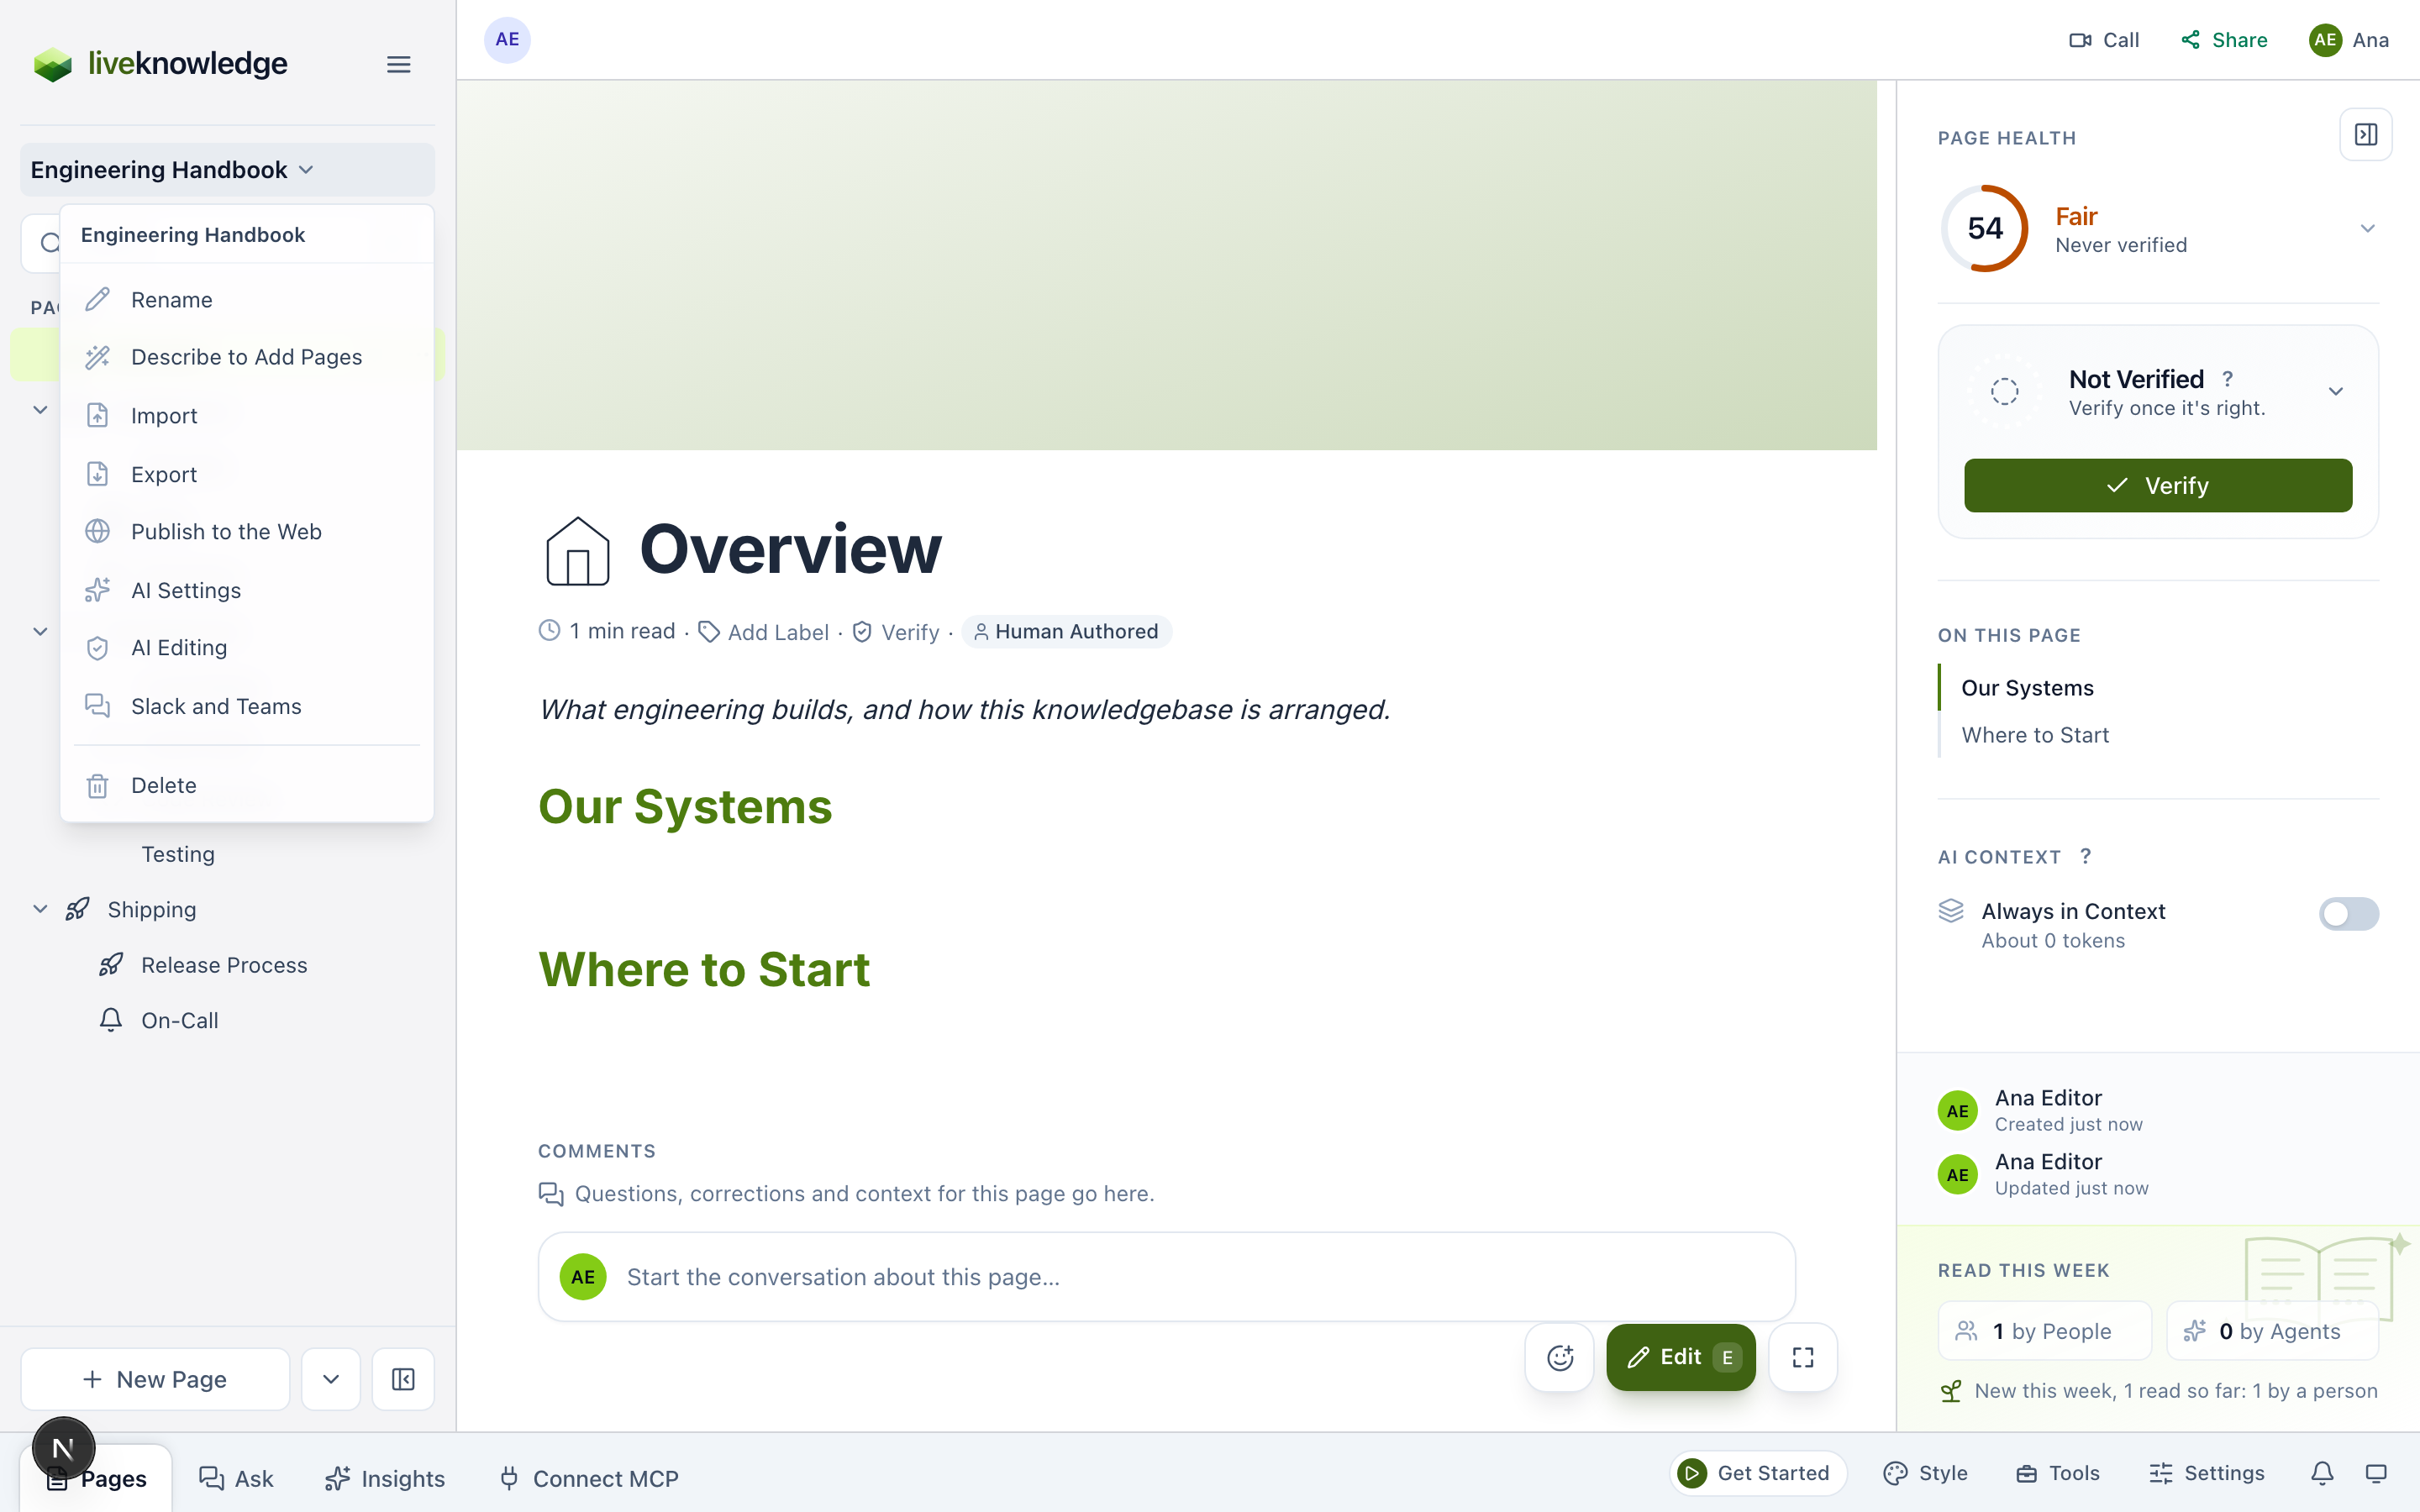 liveknowledge
Engineering Handbook
Engineering Handbook
Rename
Describe to Add Pages
Import
Export
Publish to the Web
AI Settings
AI Editing
Slack and Teams
Delete
Testing
Shipping
Release Process
On-Call
New Page
AE
Call
Share
AE Ana
Overview
1 min read · Add Label · Verify · Human Authored
What engineering builds, and how this knowledgebase is arranged.
Our Systems
Where to Start
COMMENTS
Questions, corrections and context for this page go here.
AE Start the conversation about this page...
Edit E
PAGE HEALTH
54
Fair
Never verified
Not Verified ?
Verify once it's right.
Verify
ON THIS PAGE
Our Systems
Where to Start
AI CONTEXT ?
Always in Context
About 0 tokens
AE Ana Editor
Created just now
AE Ana Editor
Updated just now
READ THIS WEEK
1 by People
0 by Agents
New this week, 1 read so far: 1 by a person
N
Pages
Ask
Insights
Connect MCP
Get Started
Style
Tools
Settings